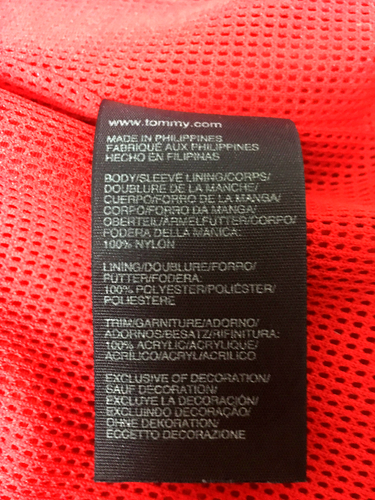 www.tommy.com
MADE IN PHILIPPINES
FABRIQUÉ AUX PHILIPPINES
HECHO EN FILIPINAS
BODY/SLEEVE LINING/CORPS/
DOUBLURE DE LA MANCHE/
CUERPO/FORRO DE LA MANGA/
CORPO/FORRO DA MANGA/
OBERTEIL/ARMELFUTTER/CORPO/
FODERA DELLA MANICA:
100% NYLON
LINING/DOUBLURE/FORRO/
FUTTER/FODERA:
100% POLYESTER/POLIÉSTER/
POLIESTERE
TRIM/GARNITURE/ADORNO/
ADORNOS/BESATZ/RIFINITURA:
100% ACRYLIC/ACRYLIQUE/
ACRÍLICO/ACRYL/ACRILICO
EXCLUSIVE OF DECORATION/
SAUF DECORATION/
EXCLUYE LA DECORACIÓN/
EXCLUINDO DECORAÇÃO/
OHNE DEKORATION/
ECCETTO DECORAZIONE